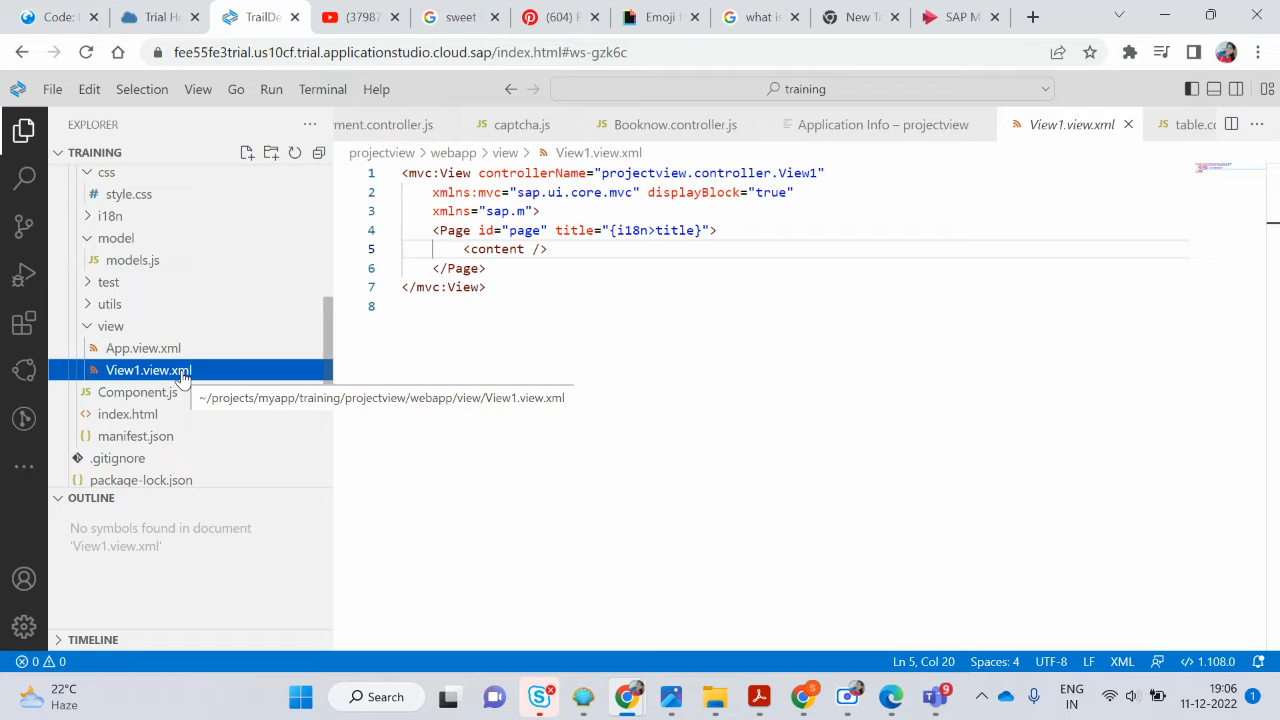 Code: I
Trial H
TrailDe
(37987
sweet
(604) P
Emoji f
what is
New T
SAP M
fee55fe3trial.us10cf.trial.applicationstudio.cloud.sap/index.html#ws-gzk6c
File Edit Selection View Go Run Terminal Help
training
EXPLORER
ment.controller.js
captcha.js
Booknow.controller.js
Application Info – projectview
View1.view.xml
table.co
TRAINING
projectview > webapp > view > View1.view.xml
css
style.css
i18n
model
models.js
test
utils
view
App.view.xml
View1.view.xml
Component.js
index.html
manifest.json
.gitignore
package-lock.json
1 <mvc:View controllerName="projectview.controller.View1"
2 xmlns:mvc="sap.ui.core.mvc" displayBlock="true"
3 xmlns="sap.m">
4 <Page id="page" title="{i18n>title}">
5 <content />
6 </Page>
7 </mvc:View>
8
~/projects/myapp/training/projectview/webapp/view/View1.view.xml
OUTLINE
No symbols found in document
'View1.view.xml'
TIMELINE
0 0
Ln 5, Col 20 Spaces: 4 UTF-8 LF XML 1.108.0
22°C
Haze
Search
S
9
ENG
IN
19:06
11-12-2022
1